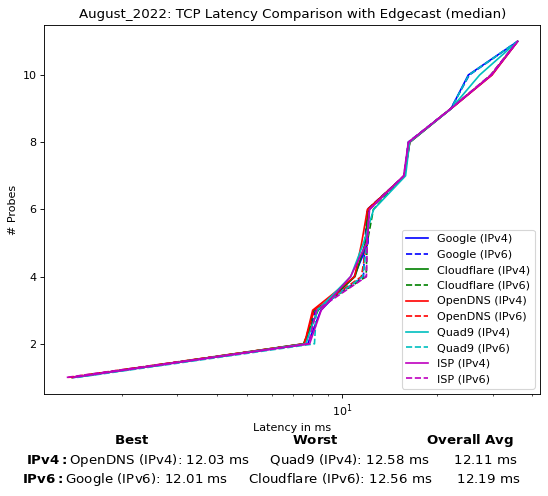 August_2022: TCP Latency Comparison with Edgecast (median)
# Probes
10
8
6
4
2
Google (IPv4)
Google (IPv6)
Cloudflare (IPv4)
Cloudflare (IPv6)
OpenDNS (IPv4)
OpenDNS (IPv6)
Quad9 (IPv4)
Quad9 (IPv6)
ISP (IPv4)
ISP (IPv6)
10¹
Latency in ms
Best Worst Overall Avg
IPv4: OpenDNS (IPv4): 12.03 ms Quad9 (IPv4): 12.58 ms 12.11 ms
IPv6: Google (IPv6): 12.01 ms Cloudflare (IPv6): 12.56 ms 12.19 ms